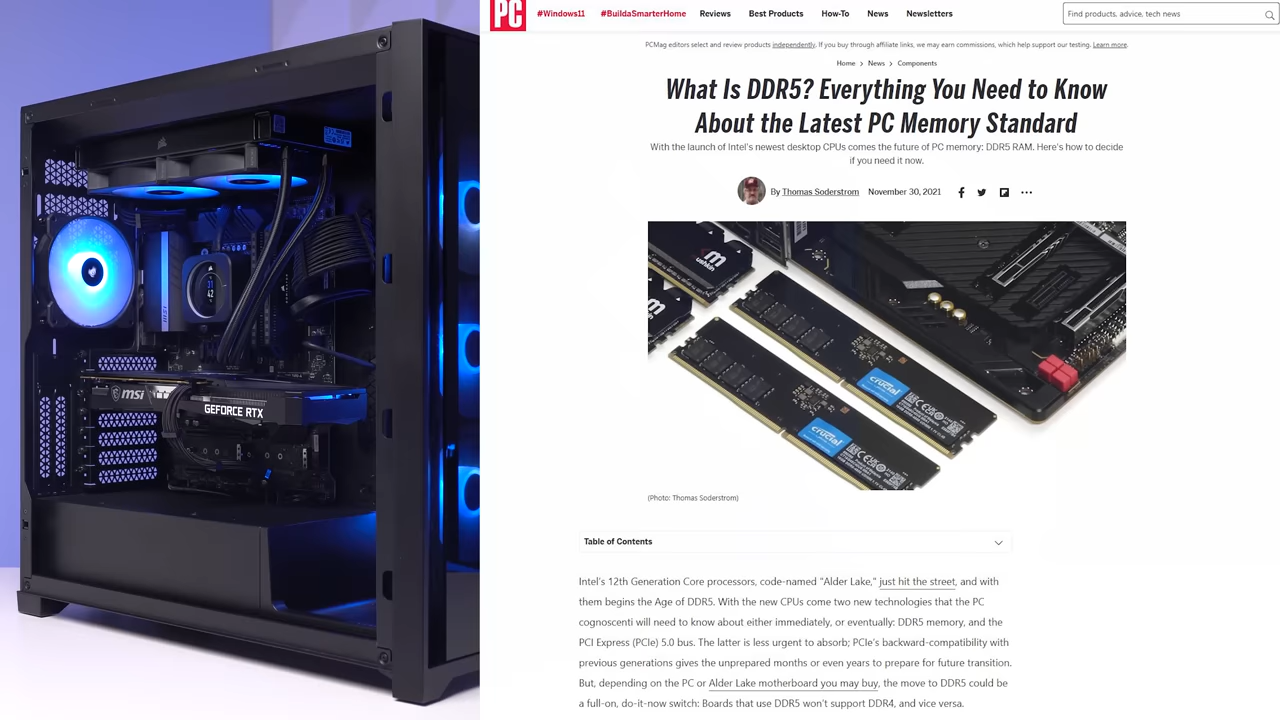 PC
#Windows11
#BuildaSmarterHome
Reviews
Best Products
How-To
News
Newsletters
Find products, advice, tech news
PCMag editors select and review products independently. If you buy through affiliate links, we may earn commissions, which help support our testing. Learn more.
Home > News > Components
What Is DDR5? Everything You Need to Know
About the Latest PC Memory Standard
With the launch of Intel's newest desktop CPUs comes the future of PC memory: DDR5 RAM. Here's how to decide
if you need it now.
By Thomas Soderstrom November 30, 2021
mushkin
crucial
crucial
(Photo: Thomas Soderstrom)
Table of Contents
Intel's 12th Generation Core processors, code-named "Alder Lake," just hit the street, and with
them begins the Age of DDR5. With the new CPUs come two new technologies that the PC
cognoscenti will need to know about either immediately, or eventually: DDR5 memory, and the
PCI Express (PCIe) 5.0 bus. The latter is less urgent to absorb; PCIe's backward-compatibility with
previous generations gives the unprepared months or even years to prepare for future transition.
But, depending on the PC or Alder Lake motherboard you may buy, the move to DDR5 could be
a full-on, do-it-now switch: Boards that use DDR5 won't support DDR4, and vice versa.
msi
GEFORCE RTX